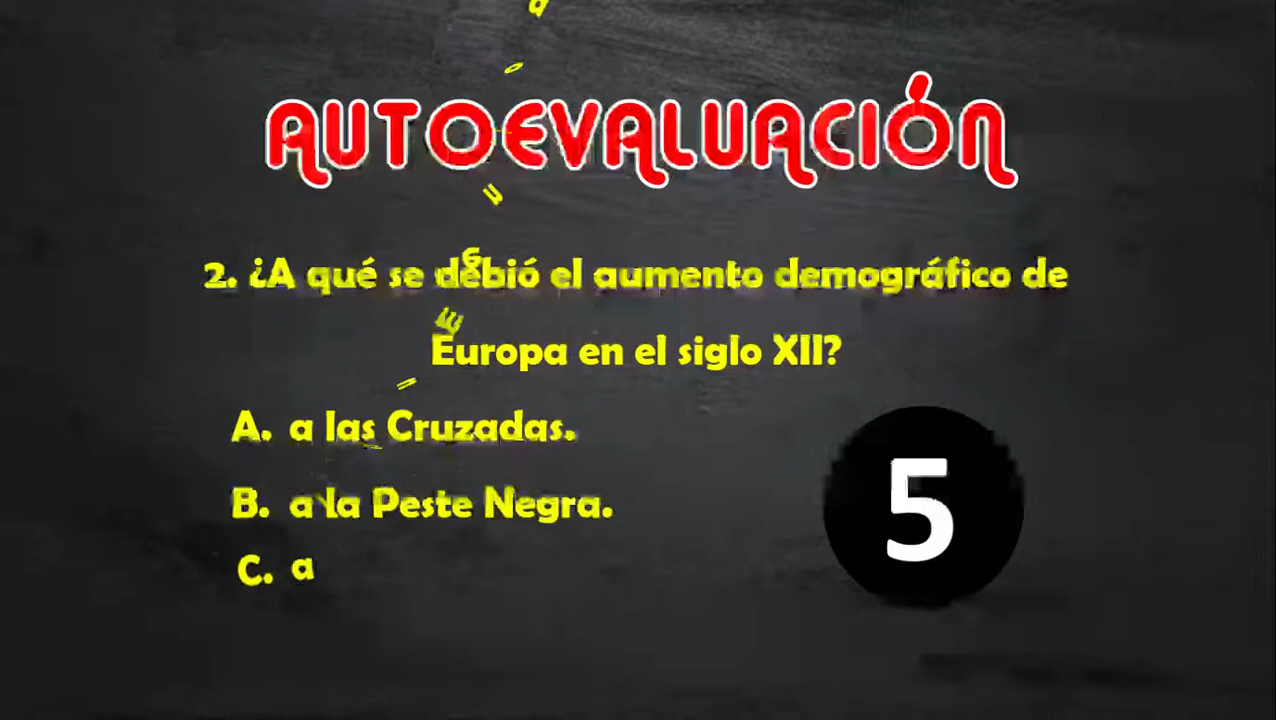 AUTOEVALUACIÓN
2. ¿A qué se debió el aumento demográfico de
Europa en el siglo XII?
A. a las Cruzadas.
B. a la Peste Negra.
C. a
5